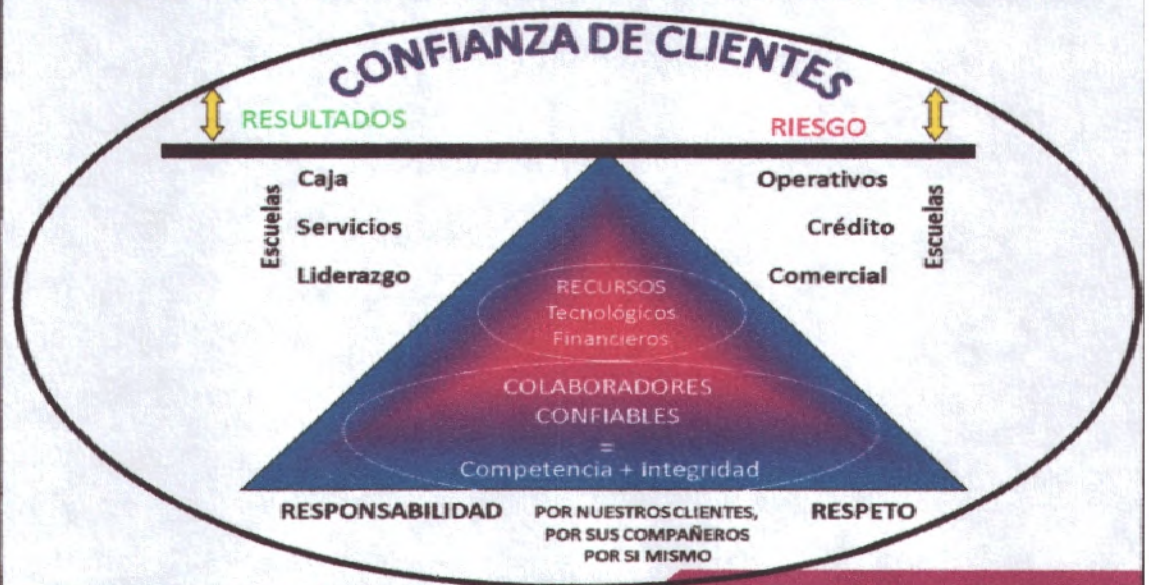 CONFIANZA DE CLIENTES
RESULTADOS
RIESGO
Escuelas
Caja
Servicios
Liderazgo
Operativos
Crédito
Comercial
Escuelas
RECURSOS
Tecnológicos
Financieros
COLABORADORES
CONFIABLES
=
Competencia + Integridad
RESPONSABILIDAD
POR NUESTROS CLIENTES,
POR SUS COMPAÑEROS
POR SI MISMO
RESPETO